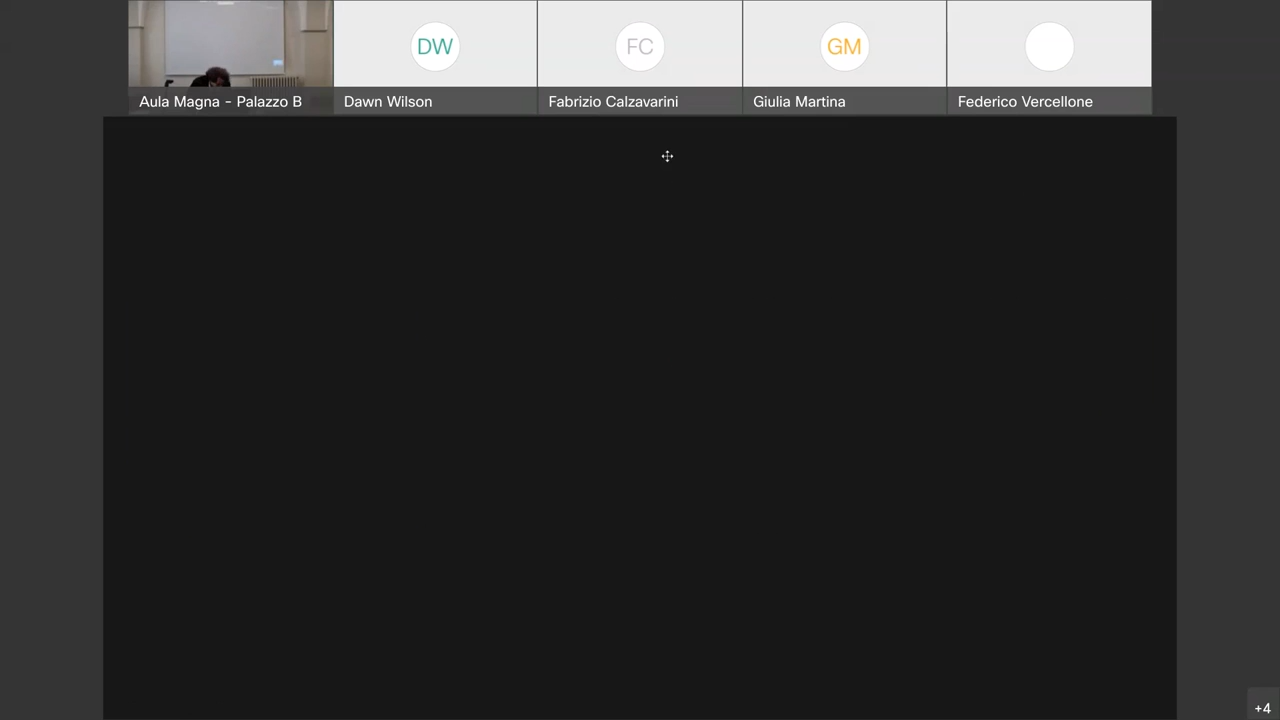 DW
FC
GM
Aula Magna - Palazzo B
Dawn Wilson
Fabrizio Calzavarini
Giulia Martina
Federico Vercellone
+4